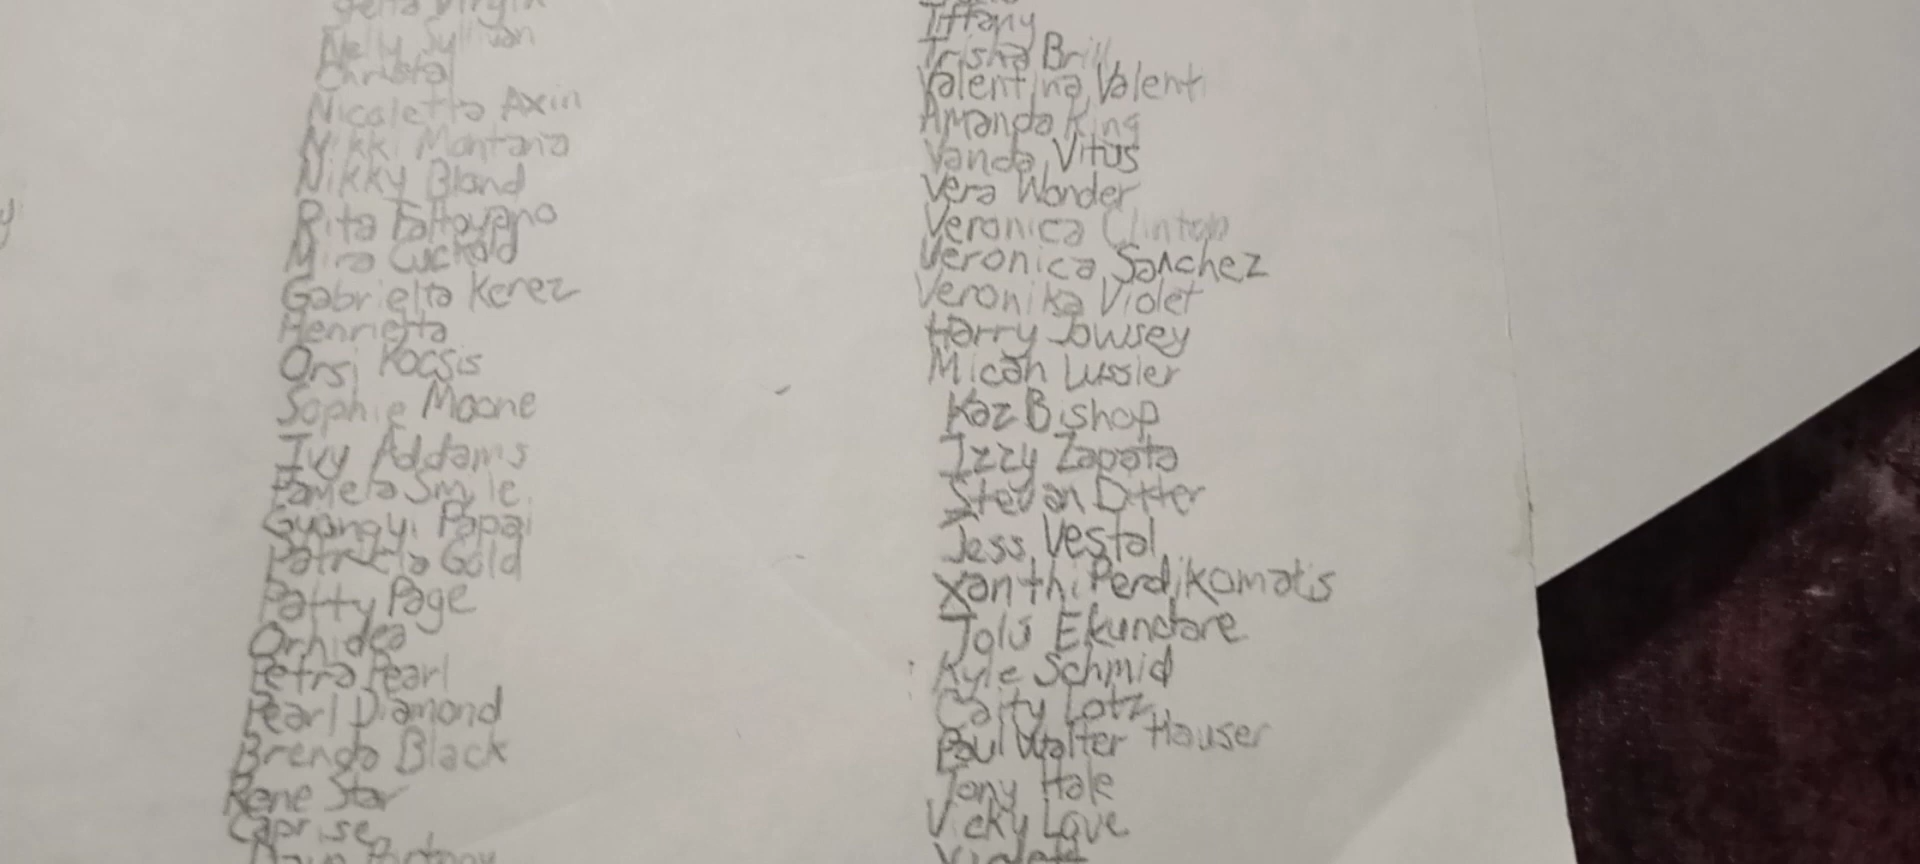 Nelly Sullivan
Christal
Nicoletta Axin
Nikki Montana
Nikky Blond
Rita Faltoyano
Mira Cuckold
Gabriella Kerez
Henrietta
Orsi Kocsis
Sophie Moone
Ivy Addams
Pamela Smyle
Gyongyi Papai
Patricia Gold
Patty Page
Orhidea
Petra Pearl
Pearl Diamond
Brenda Black
Rene Star
Caprise
Tiffany
Trisha Brill
Valentina Valenti
Amanda King
Vanda Vitus
Vera Wonder
Veronica Clinton
Veronica Sanchez
Veronika Violet
Harry Jowsey
Micah Lussier
Kaz Bishop
Izzy Zapata
Stevan Ditter
Jess Vestal
Xanthi Perdikomatis
Tolu Ekundare
Kyle Schmid
Caity Lotz
Paul Walter Hauser
Tony Hale
Vicky Love